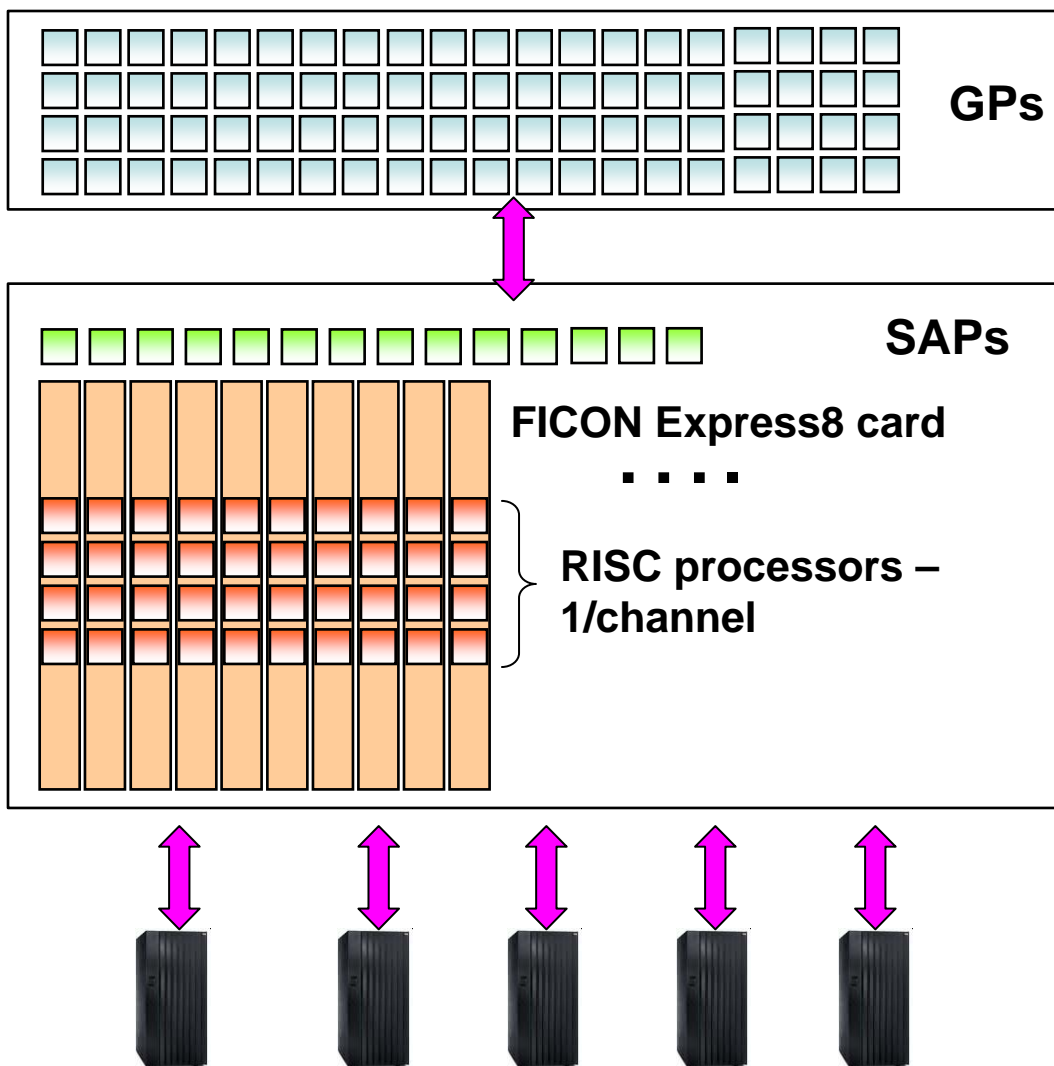 GPs
SAPs
FICON Express8 card
. . . .
RISC processors –
1/channel